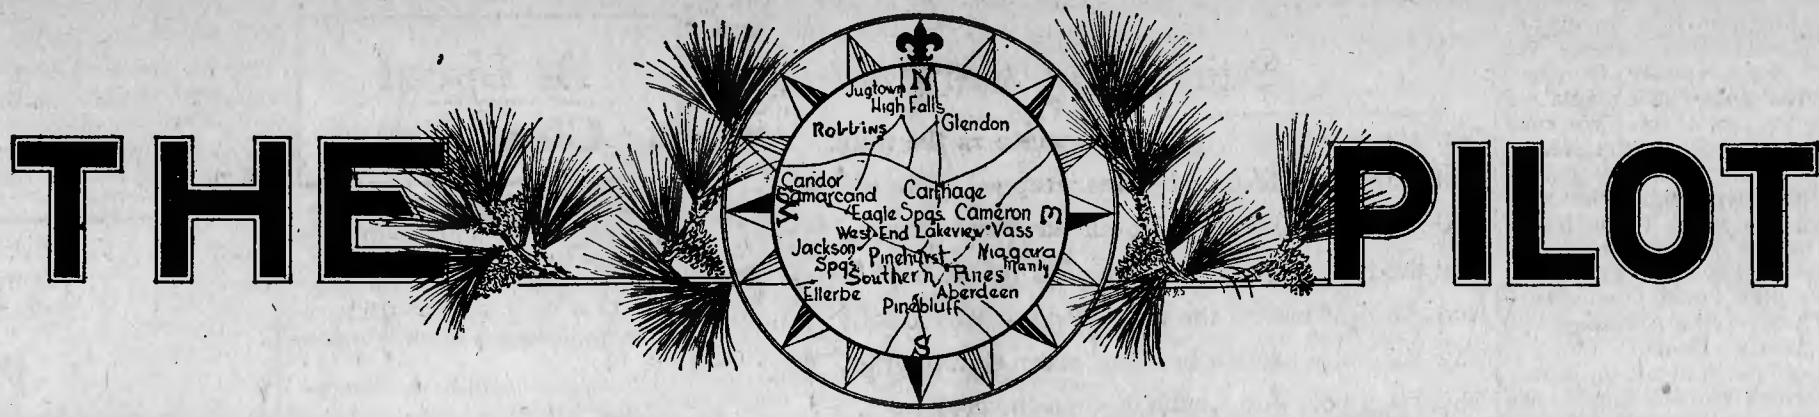 THE PILOT
N
Jugtown
High Falls
Robbins Glendon
Candor
Samarcand Carthage
W Eagle Spgs. Cameron E
West End Lakeview Vass
Jackson Spgs. Pinehurst Niagara
Manly
Southern Pines
Ellerbe Aberdeen
Pinebluff
S